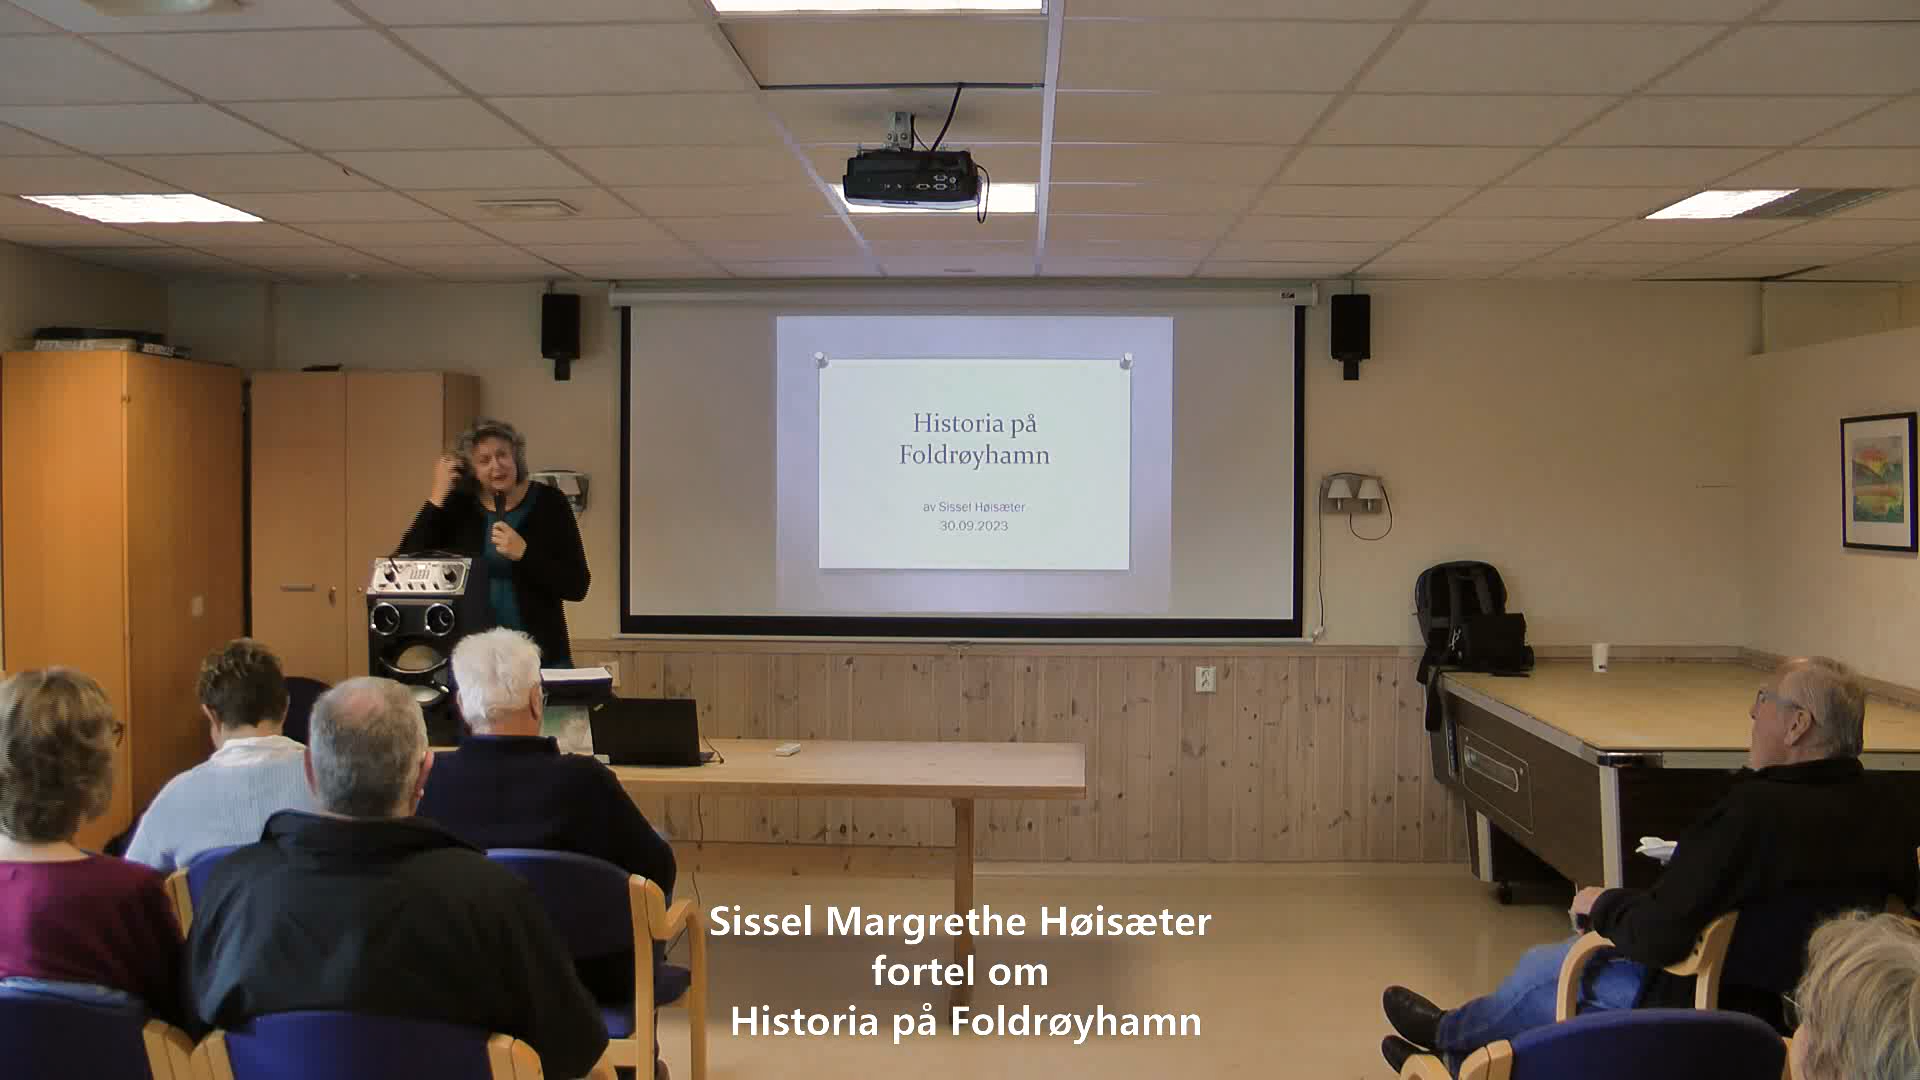 Historia på
Foldrøyhamn
av Sissel Høisæter
30.09.2023
Sissel Margrethe Høisæter
fortel om
Historia på Foldrøyhamn